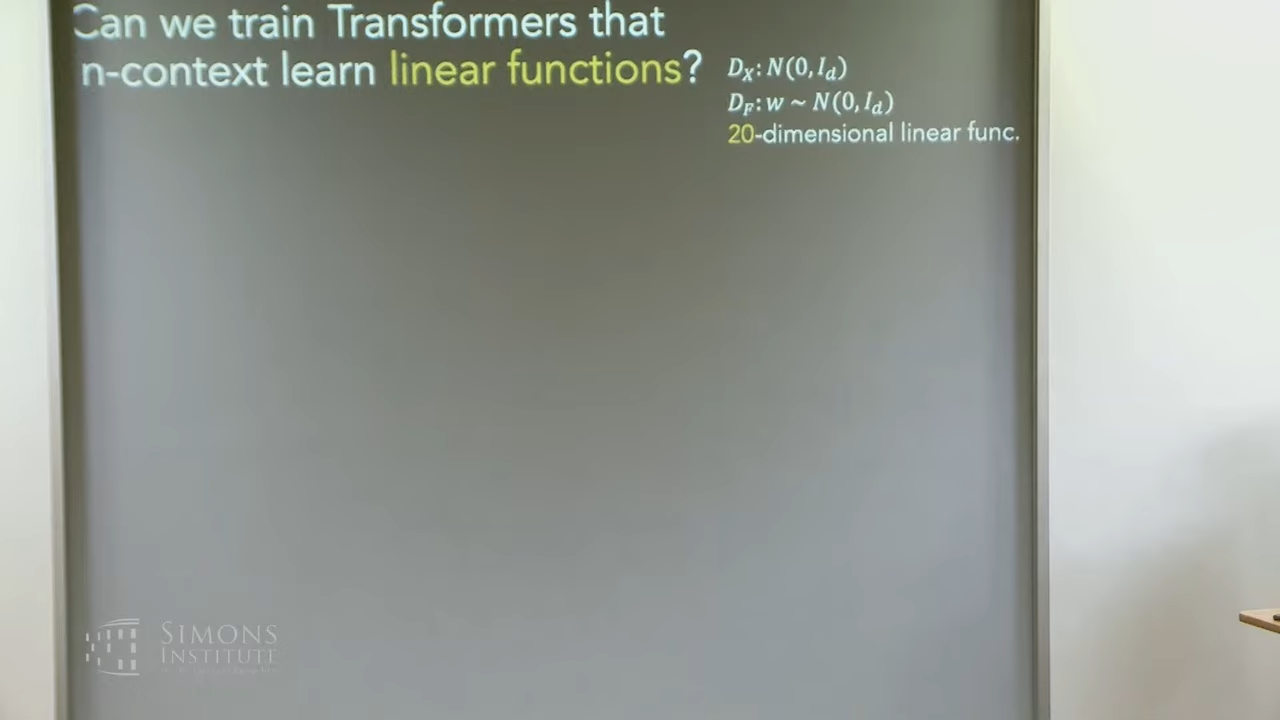 Can we train Transformers that
n-context learn linear functions?
D_X: N(0, I_d)
D_F: w ~ N(0, I_d)
20-dimensional linear func.
SIMONS
INSTITUTE